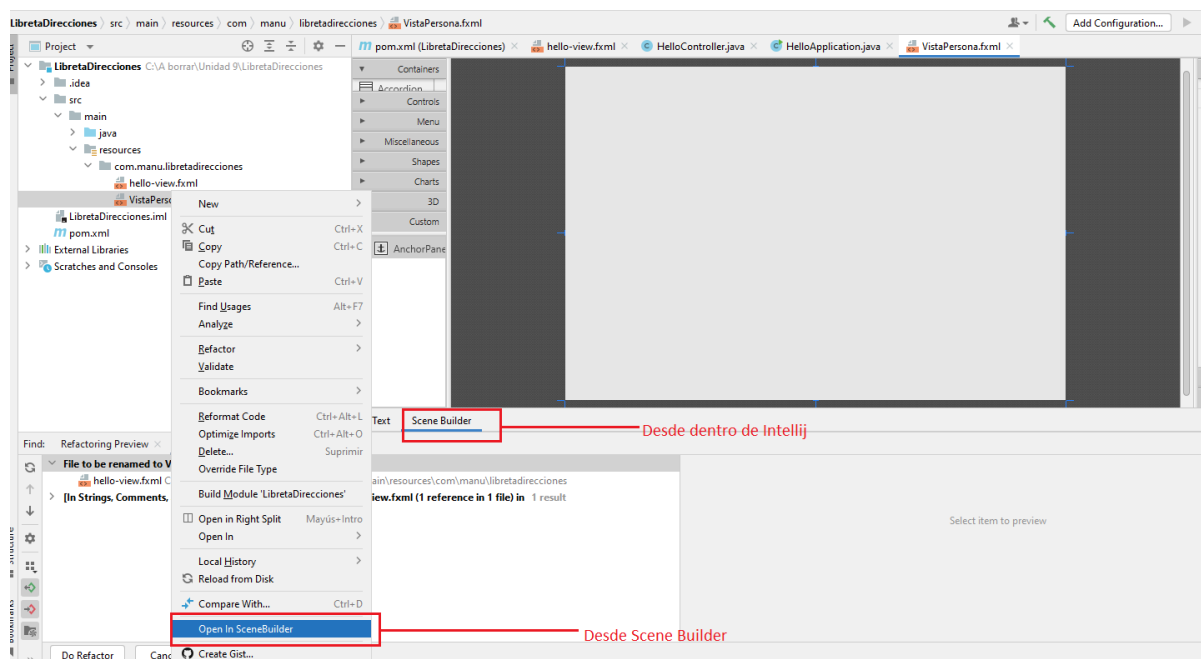 LibretaDirecciones src main resources com manu libretadirecciones VistaPersona.fxml Add Configuration...
Project pom.xml (LibretaDirecciones) hello-view.fxml HelloController.java HelloApplication.java VistaPersona.fxml
LibretaDirecciones C:\A borrar\Unidad 9\LibretaDirecciones
.idea
src
main
java
resources
com.manu.libretadirecciones
hello-view.fxml
VistaPerso
LibretaDirecciones.iml
pom.xml
External Libraries
Scratches and Consoles
Containers
Accordion
Controls
Menu
Miscellaneous
Shapes
Charts
3D
Custom
AnchorPane
New
Cut Ctrl+X
Copy Ctrl+C
Copy Path/Reference...
Paste Ctrl+V
Find Usages Alt+F7
Analyze
Refactor
Validate
Bookmarks
Reformat Code Ctrl+Alt+L
Optimize Imports Ctrl+Alt+O
Delete... Suprimir
Override File Type
Build Module 'LibretaDirecciones'
Open in Right Split Mayús+Intro
Open In
Local History
Reload from Disk
Compare With... Ctrl+D
Open In SceneBuilder
Create Gist...
Text Scene Builder
Desde dentro de Intellij
Find: Refactoring Preview
File to be renamed to V
hello-view.fxml C ain\resources\com\manu\libretadirecciones
[In Strings, Comments, iew.fxml (1 reference in 1 file) in 1 result
Select item to preview
Desde Scene Builder
Do Refactor Canc